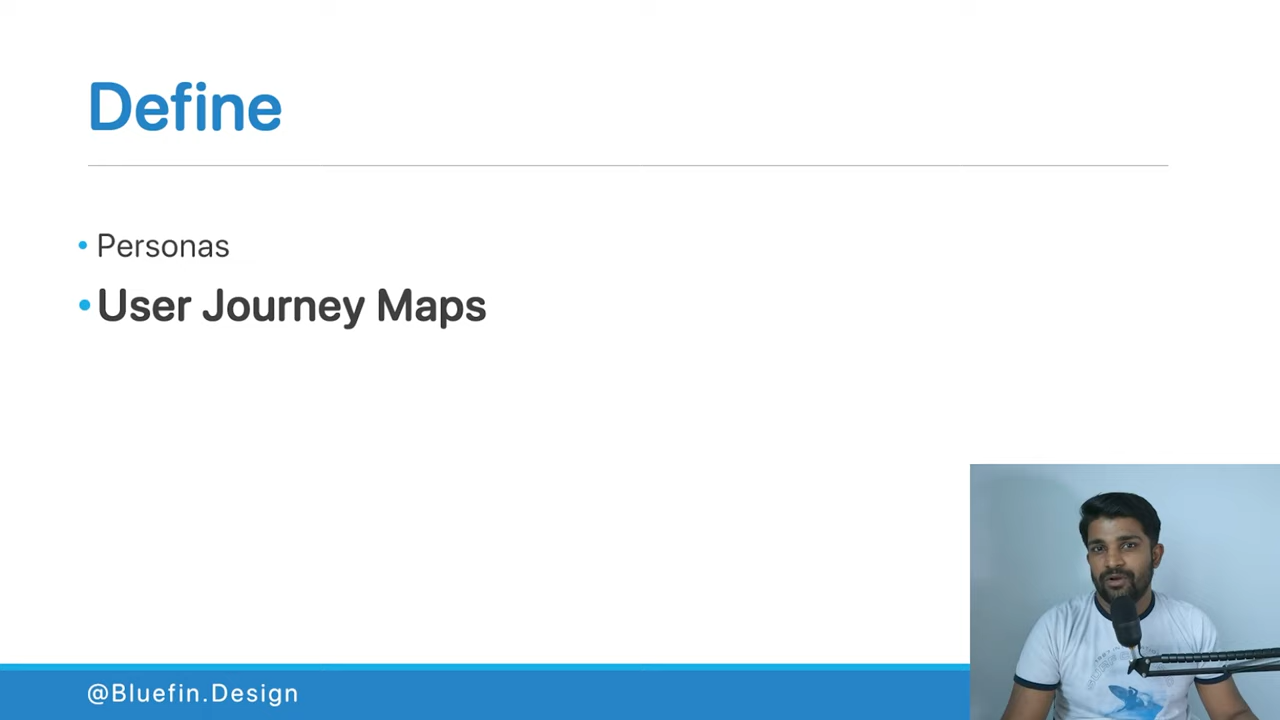 Define
• Personas
• User Journey Maps
@Bluefin.Design